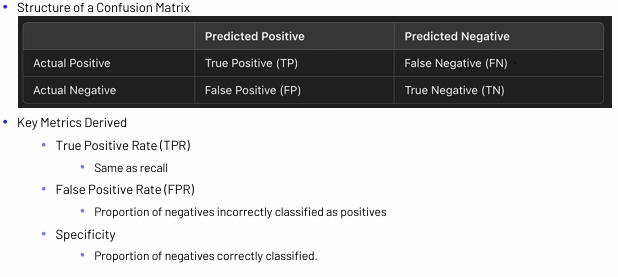 Structure of a Confusion Matrix
Predicted Positive Predicted Negative
Actual Positive True Positive (TP) False Negative (FN)
Actual Negative False Positive (FP) True Negative (TN)
Key Metrics Derived
True Positive Rate (TPR)
Same as recall
False Positive Rate (FPR)
Proportion of negatives incorrectly classified as positives
Specificity
Proportion of negatives correctly classified.